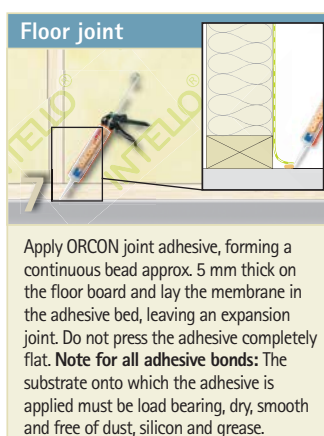 Floor joint
INTELLO®
INTELLO®
7
Apply ORCON joint adhesive, forming a
continuous bead approx. 5 mm thick on
the floor board and lay the membrane in
the adhesive bed, leaving an expansion
joint. Do not press the adhesive completely
flat. Note for all adhesive bonds: The
substrate onto which the adhesive is
applied must be load bearing, dry, smooth
and free of dust, silicon and grease.